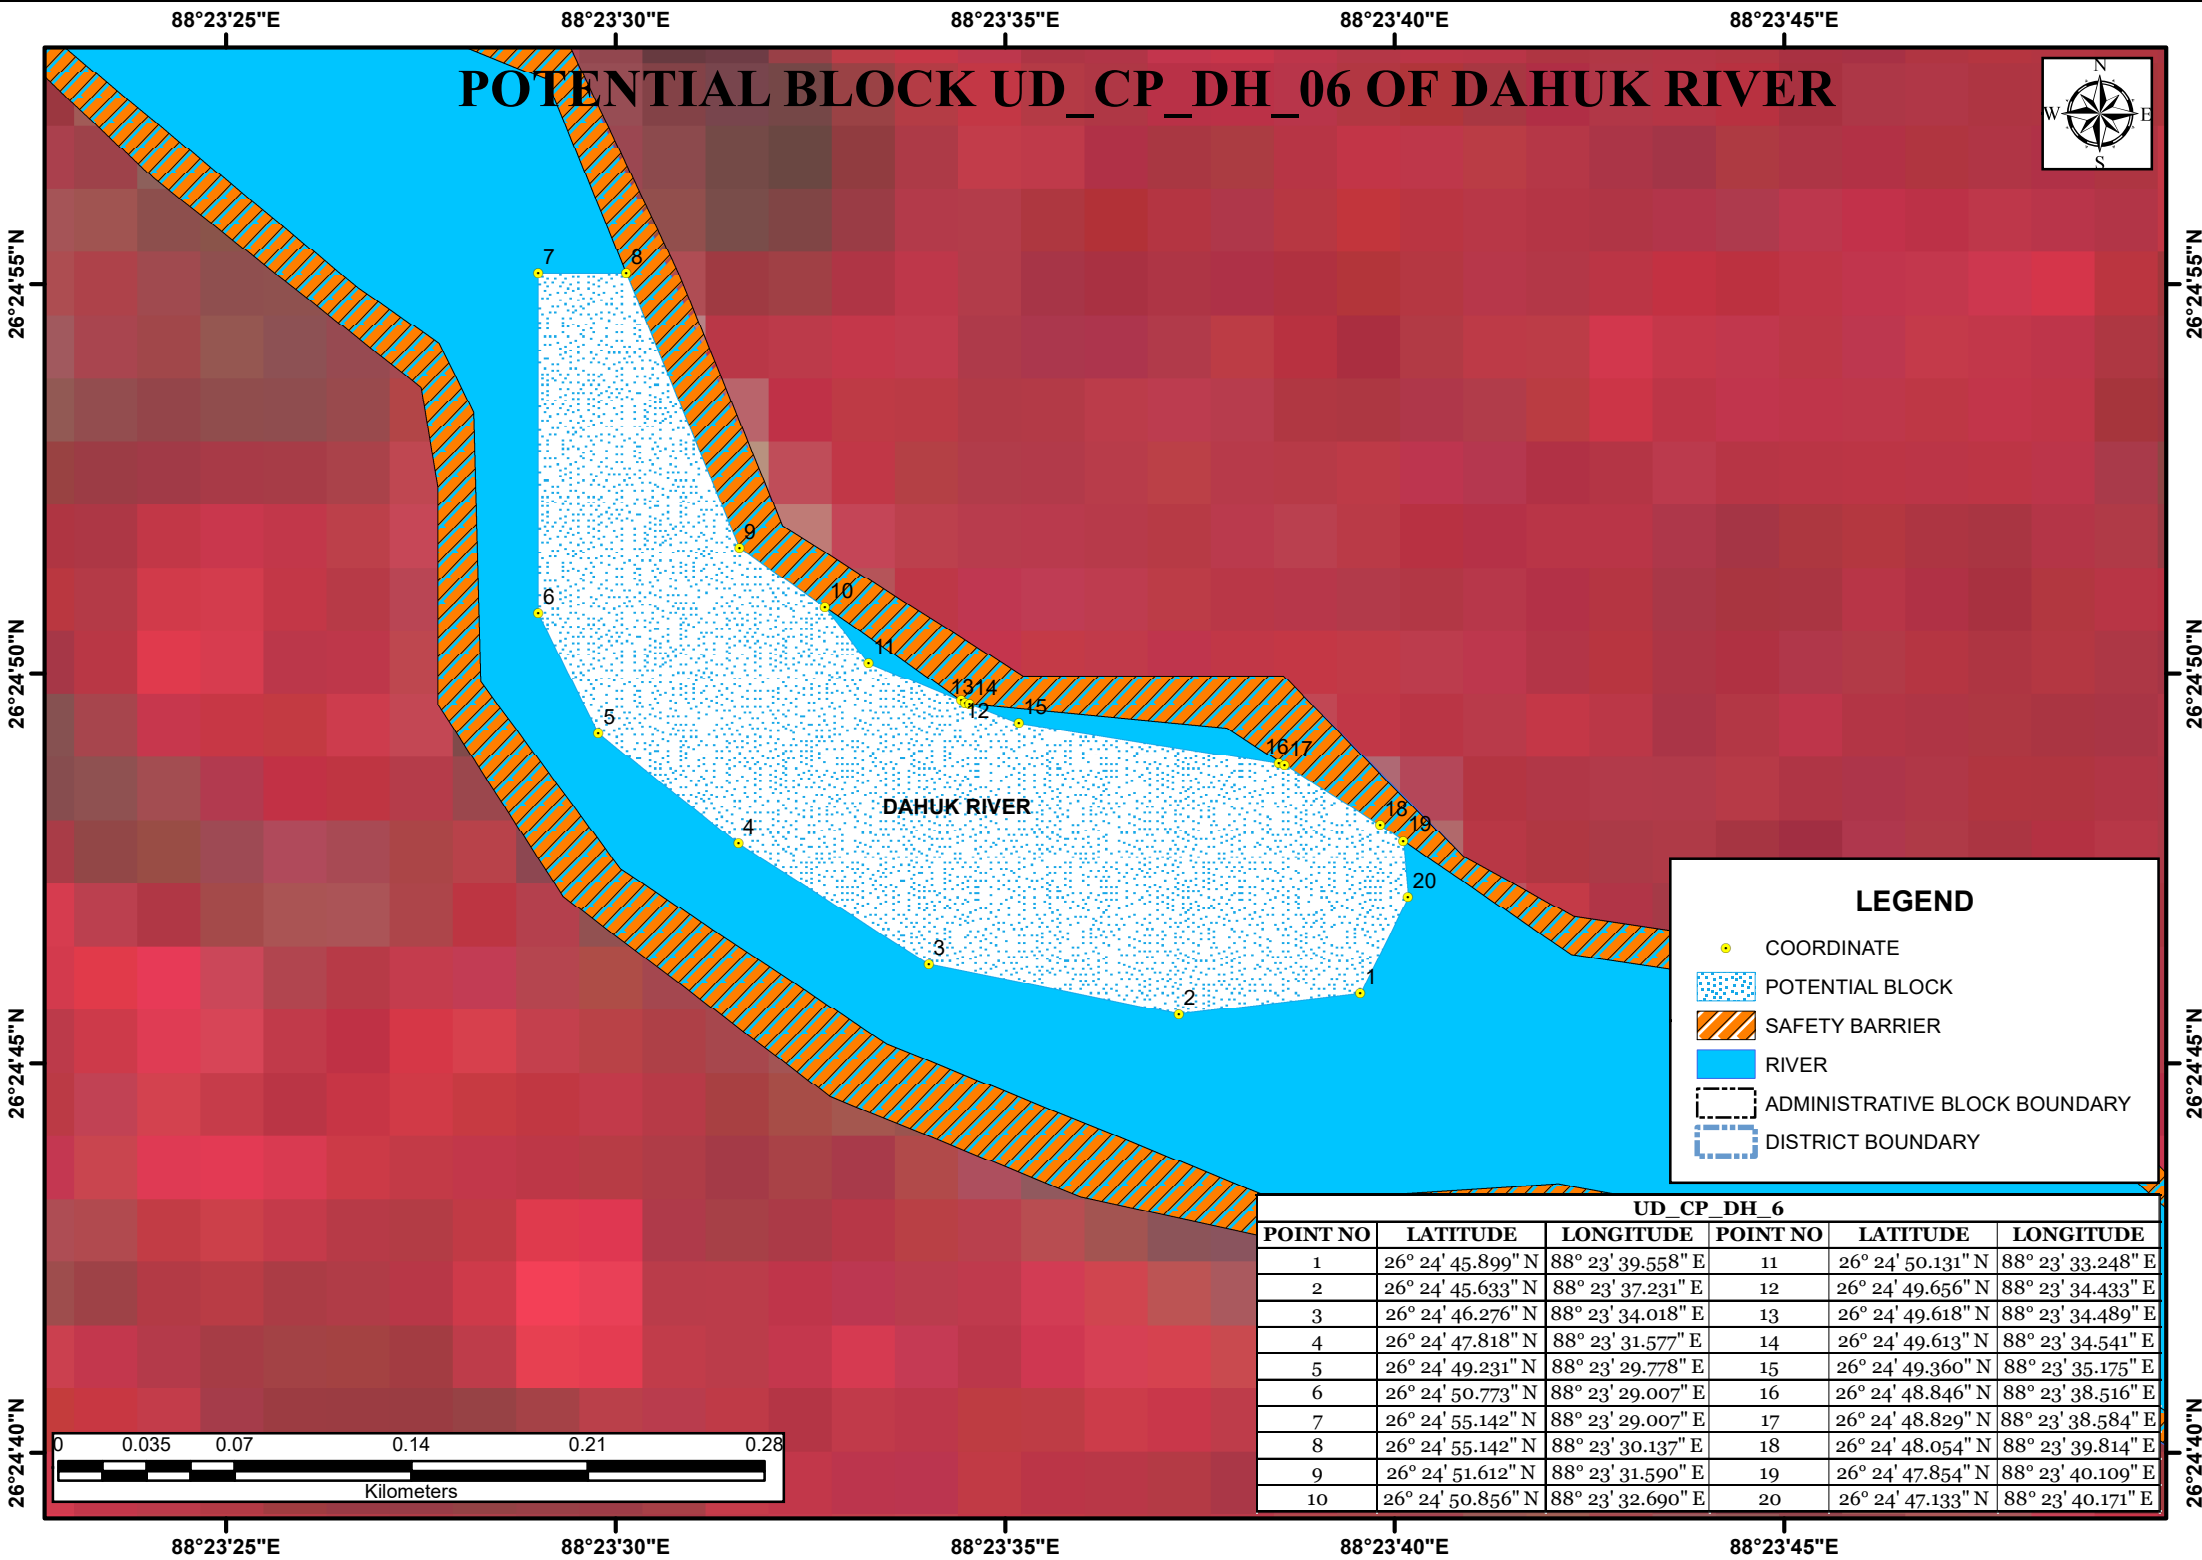 88°23'25"E 88°23'30"E 88°23'35"E 88°23'40"E 88°23'45"E
POTENTIAL BLOCK UD_CP_DH_06 OF DAHUK RIVER
N
W E
S
26°24'55"N 26°24'55"N
26°24'50"N 26°24'50"N
26°24'45"N 26°24'45"N
26°24'40"N 26°24'40"N
7 8
9
10
6
11
13 14
12 15
5
16 17
18
4 19
20
3
1
2
DAHUK RIVER
LEGEND
COORDINATE
POTENTIAL BLOCK
SAFETY BARRIER
RIVER
ADMINISTRATIVE BLOCK BOUNDARY
DISTRICT BOUNDARY
UD_CP_DH_6
POINT NO LATITUDE LONGITUDE POINT NO LATITUDE LONGITUDE
1 26° 24' 45.899" N 88° 23' 39.558" E 11 26° 24' 50.131" N 88° 23' 33.248" E
2 26° 24' 45.633" N 88° 23' 37.231" E 12 26° 24' 49.656" N 88° 23' 34.433" E
3 26° 24' 46.276" N 88° 23' 34.018" E 13 26° 24' 49.618" N 88° 23' 34.489" E
4 26° 24' 47.818" N 88° 23' 31.577" E 14 26° 24' 49.613" N 88° 23' 34.541" E
5 26° 24' 49.231" N 88° 23' 29.778" E 15 26° 24' 49.360" N 88° 23' 35.175" E
6 26° 24' 50.773" N 88° 23' 29.007" E 16 26° 24' 48.846" N 88° 23' 38.516" E
7 26° 24' 55.142" N 88° 23' 29.007" E 17 26° 24' 48.829" N 88° 23' 38.584" E
8 26° 24' 55.142" N 88° 23' 30.137" E 18 26° 24' 48.054" N 88° 23' 39.814" E
9 26° 24' 51.612" N 88° 23' 31.590" E 19 26° 24' 47.854" N 88° 23' 40.109" E
10 26° 24' 50.856" N 88° 23' 32.690" E 20 26° 24' 47.133" N 88° 23' 40.171" E
0 0.035 0.07 0.14 0.21 0.28
Kilometers
88°23'25"E 88°23'30"E 88°23'35"E 88°23'40"E 88°23'45"E